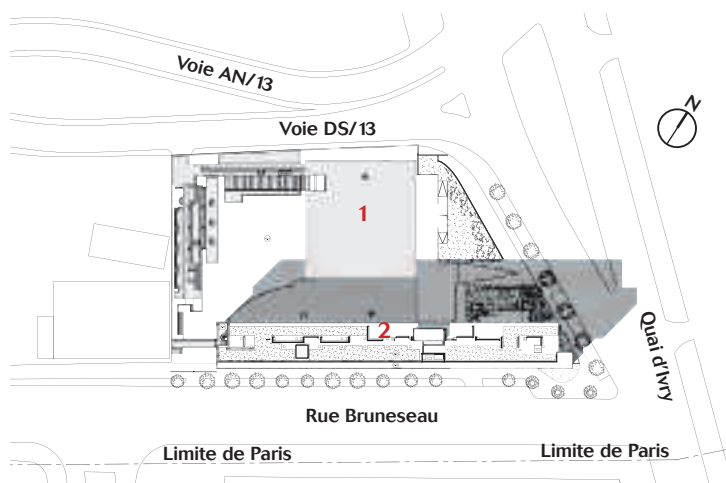 Voie AN/13
N
Voie DS/13
1
2
Quai d'Ivry
Rue Bruneseau
Limite de Paris
Limite de Paris